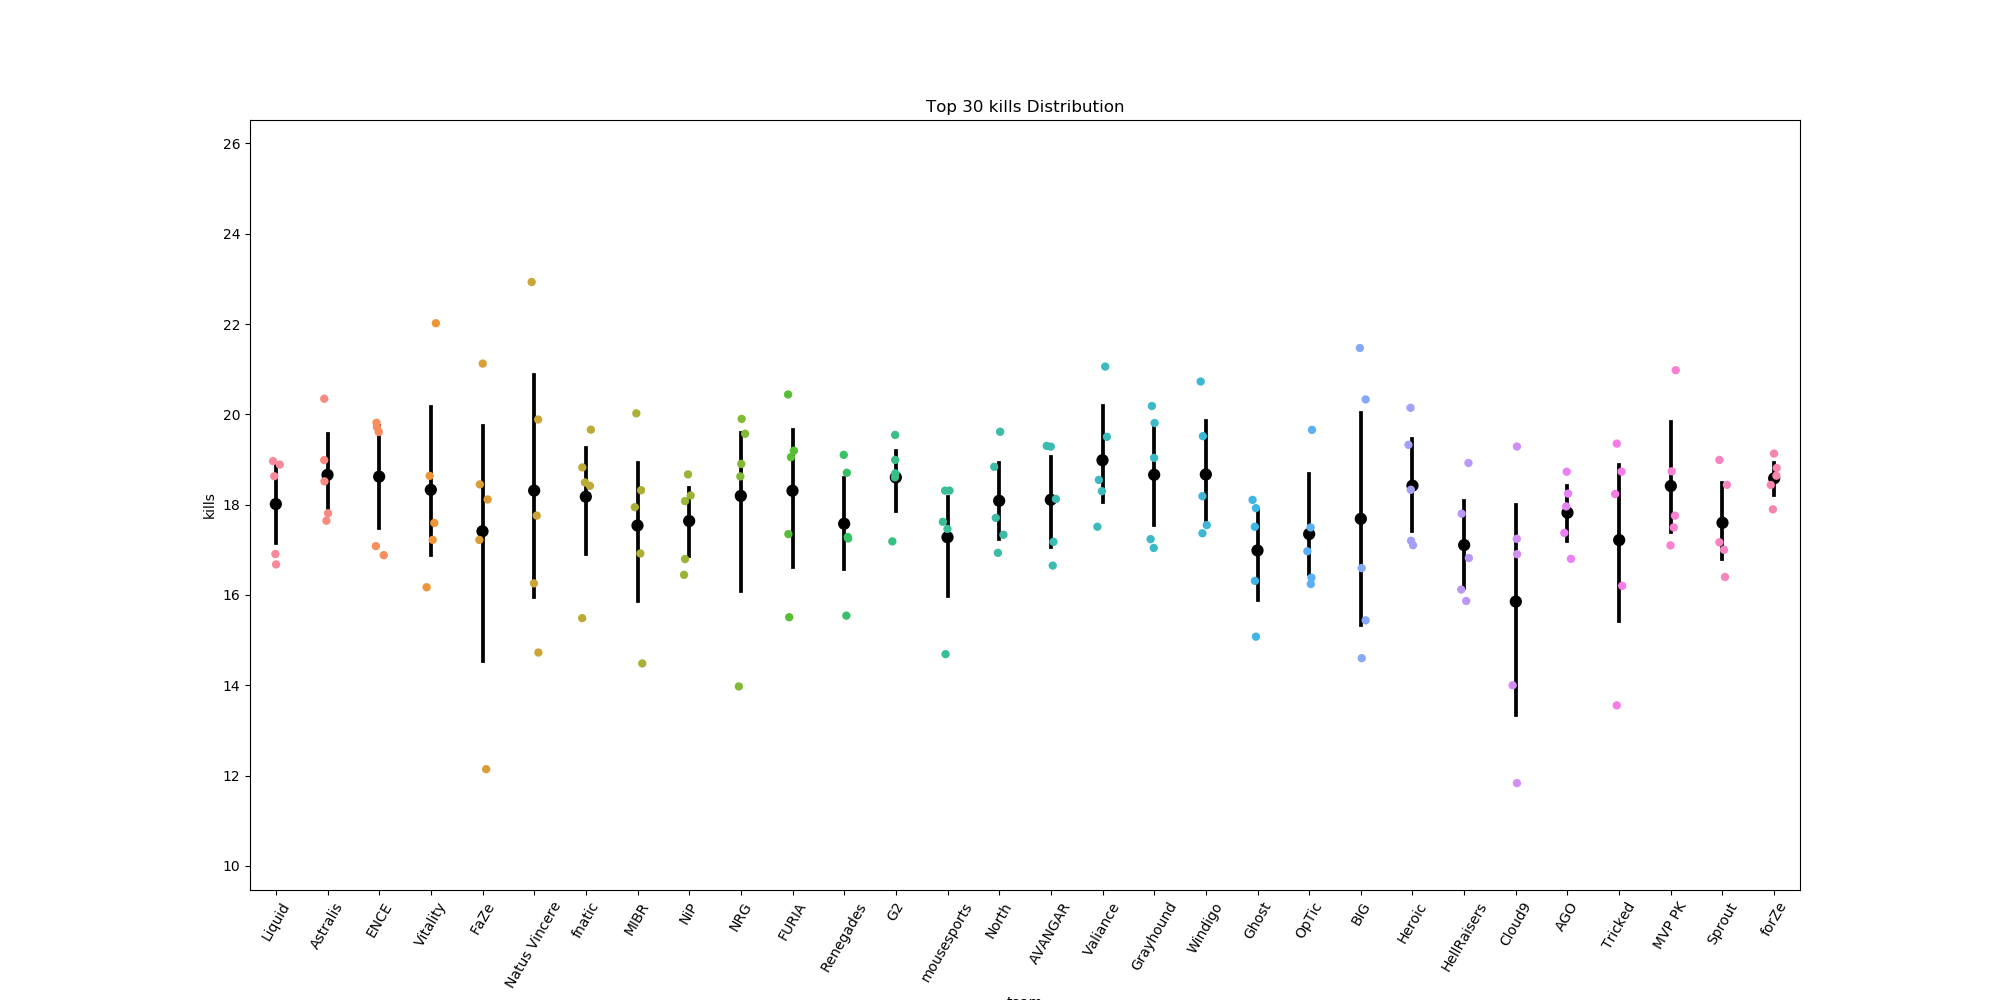 Top 30 kills Distribution
kills
26
24
22
20
18
16
14
12
10
Liquid
Astralis
ENCE
Vitality
FaZe
Natus Vincere
fnatic
MIBR
NiP
NRG
FURIA
Renegades
G2
mousesports
North
AVANGAR
Valiance
Grayhound
Windigo
Ghost
OpTic
BIG
Heroic
HellRaisers
Cloud9
AGO
Tricked
MVP PK
Sprout
forZe